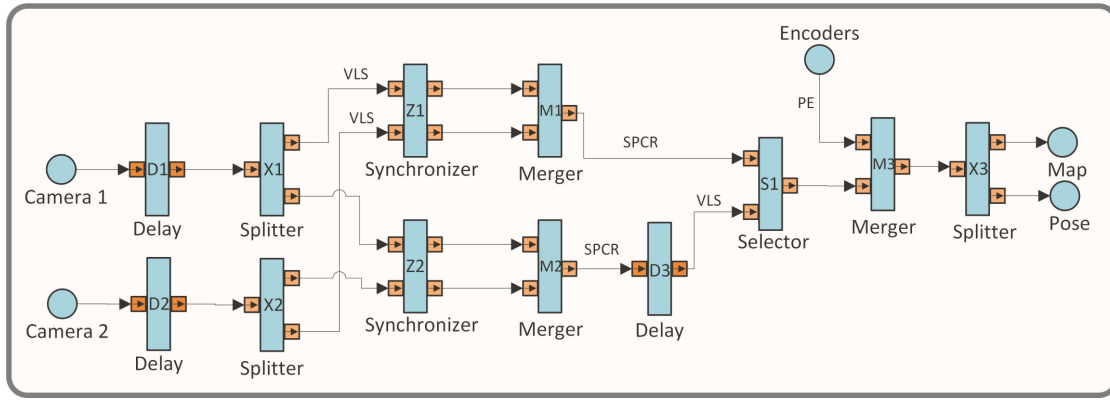 Encoders
VLS
Z1
M1
PE
VLS
SPCR
D1
X1
Synchronizer
Merger
M3
X3
Map
Camera 1
S1
VLS
Delay
Splitter
Selector
Merger
Splitter
Pose
Z2
M2
SPCR
D3
D2
X2
Camera 2
Synchronizer
Merger
Delay
Delay
Splitter